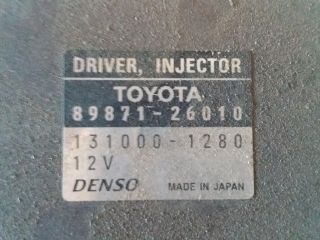 DRIVER, INJECTOR
TOYOTA
89871-26010
131000-1280
12V
DENSO MADE IN JAPAN